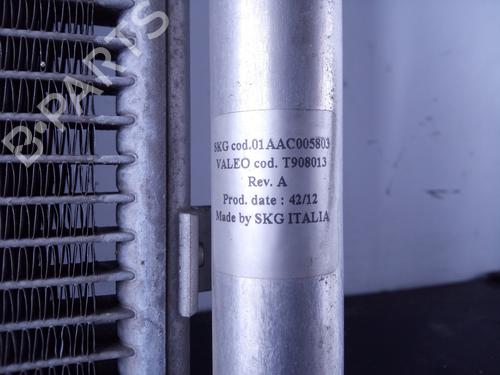 B-PARTS
SKG cod.01AAC005803
VALEO cod. T908013
Rev. A
Prod. date : 42/12
Made by SKG ITALIA